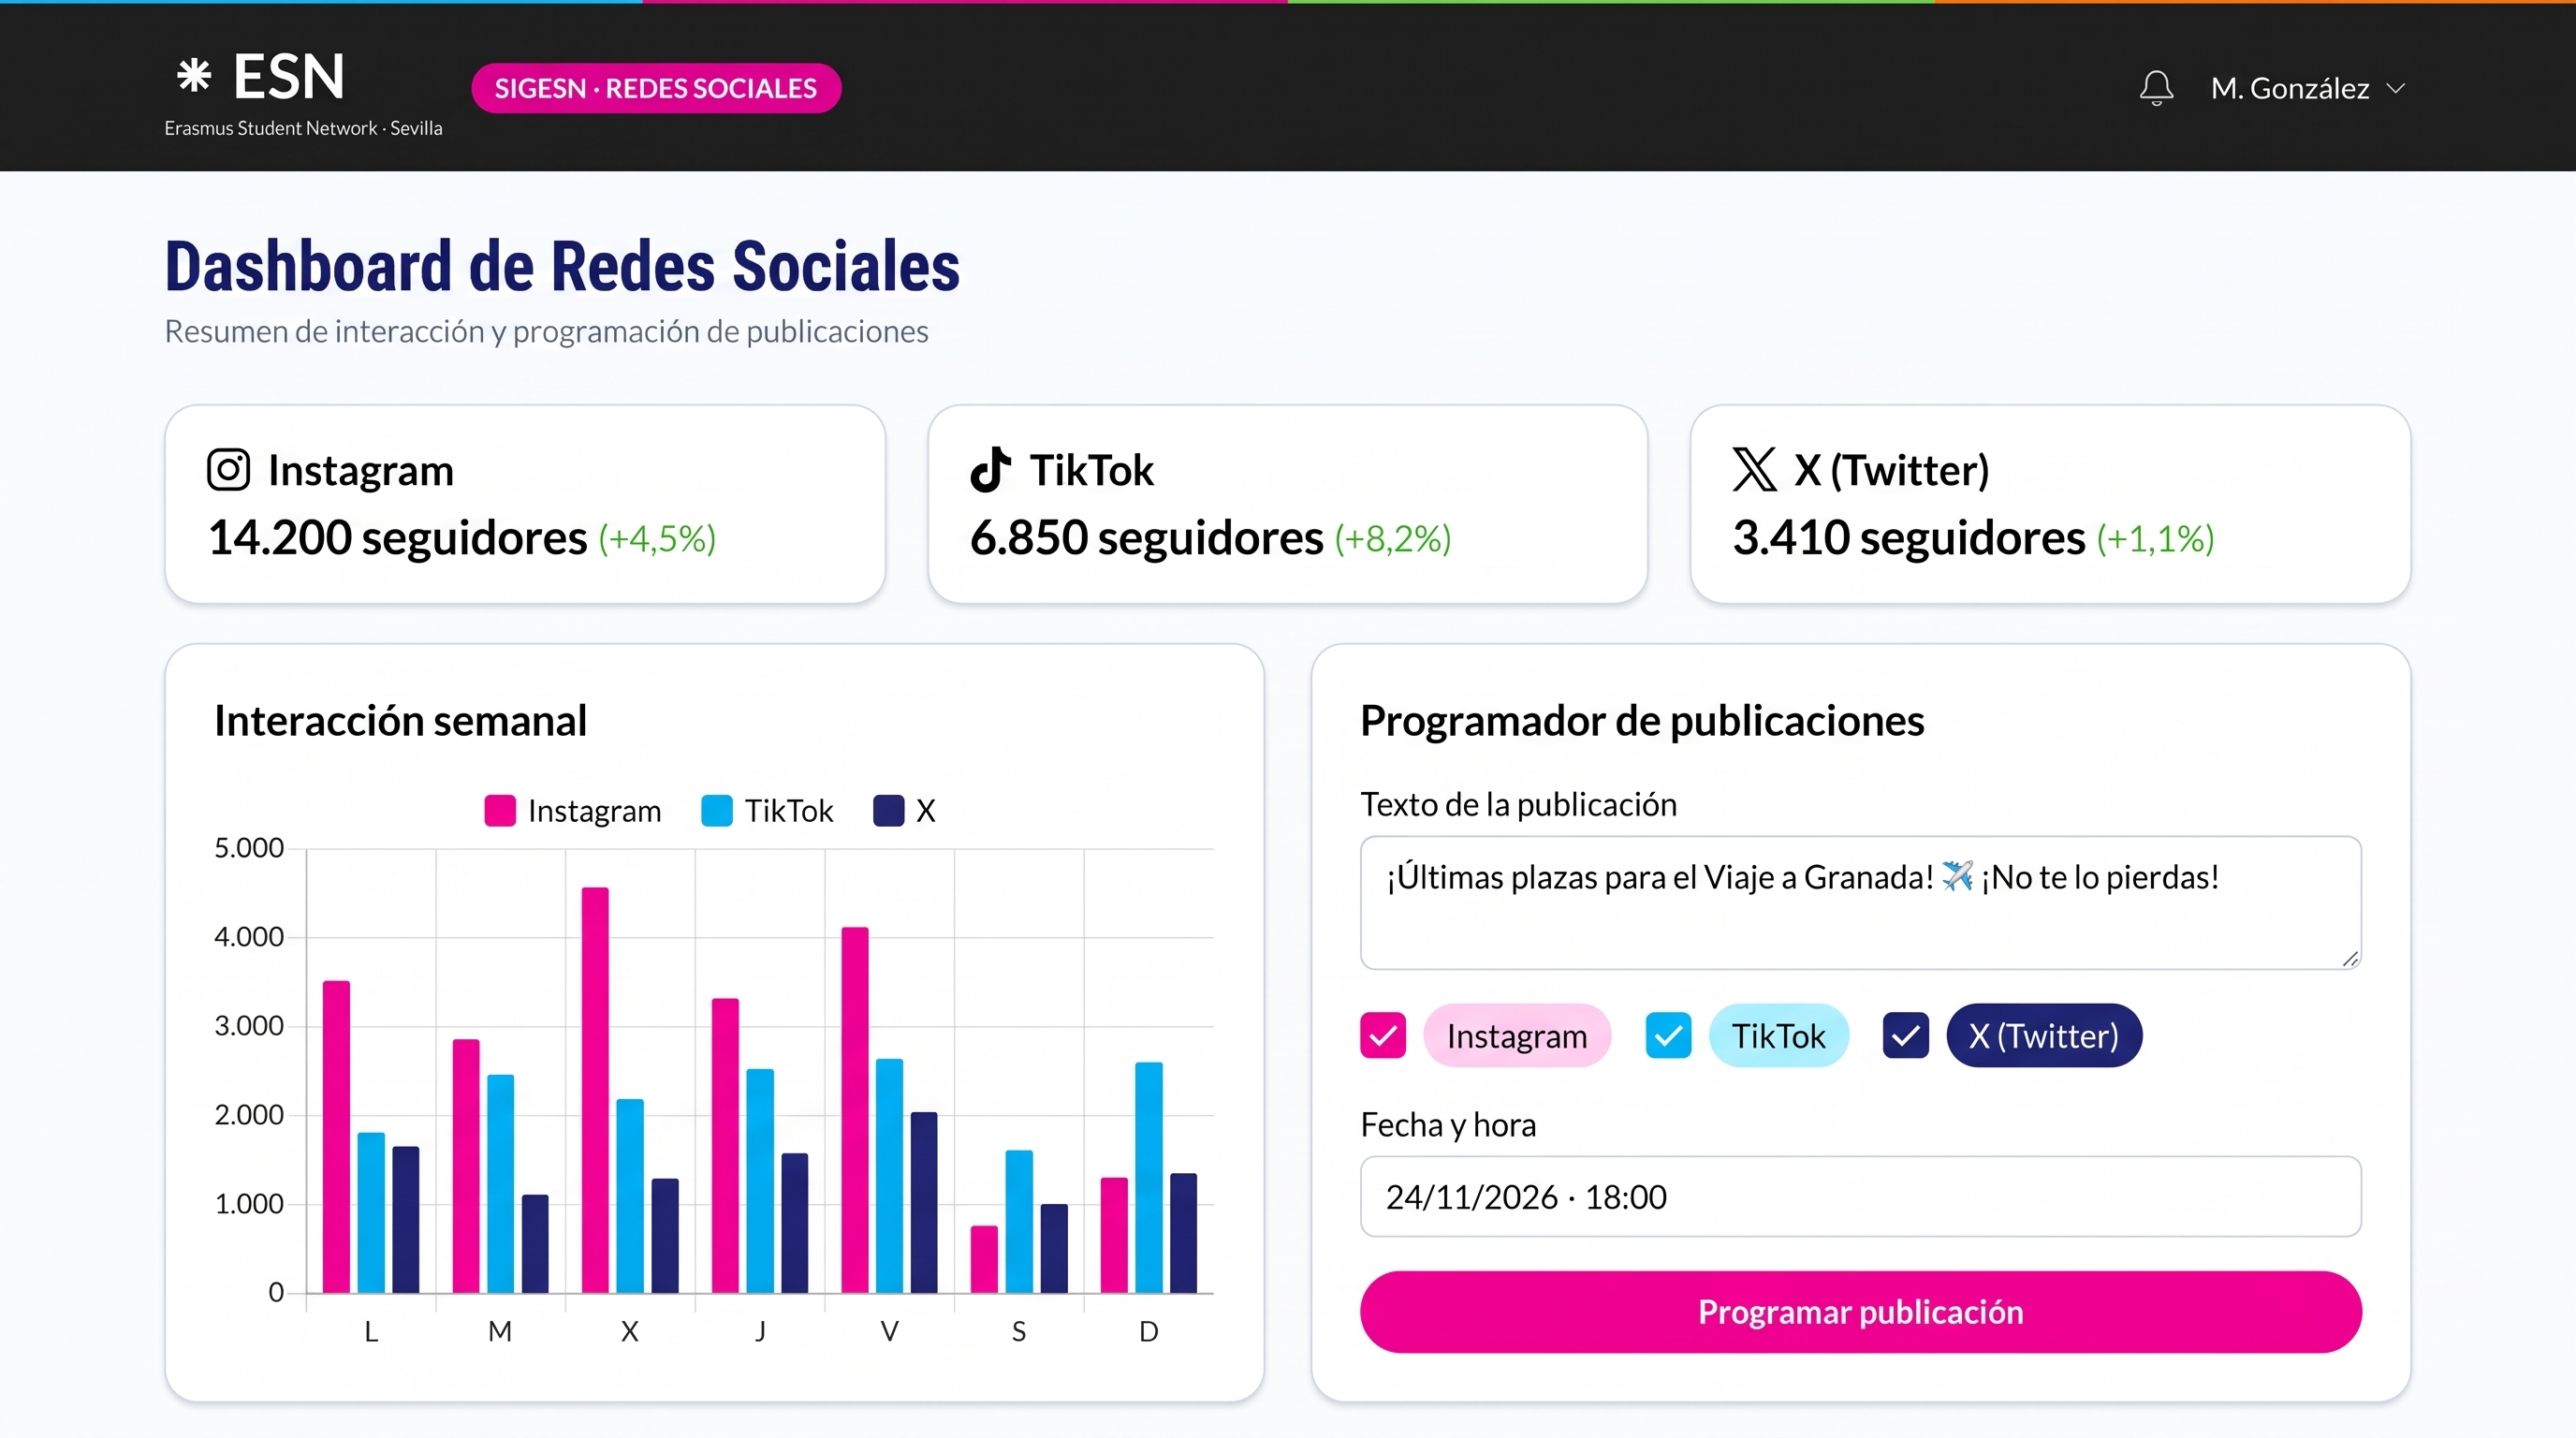 ESN
Erasmus Student Network · Sevilla
SIGESN · REDES SOCIALES
M. González
Dashboard de Redes Sociales
Resumen de interacción y programación de publicaciones
Instagram
14.200 seguidores (+4,5%)
TikTok
6.850 seguidores (+8,2%)
X (Twitter)
3.410 seguidores (+1,1%)
Interacción semanal
Instagram TikTok X
5.000
4.000
3.000
2.000
1.000
0
L M X J V S D
Programador de publicaciones
Texto de la publicación
¡Últimas plazas para el Viaje a Granada! ✈️ ¡No te lo pierdas!
Instagram TikTok X (Twitter)
Fecha y hora
24/11/2026 · 18:00
Programar publicación